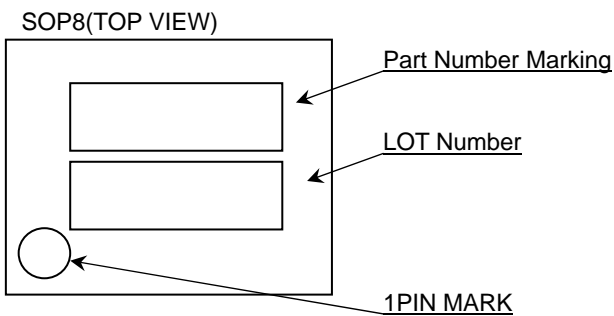 SOP8(TOP VIEW)
Part Number Marking
LOT Number
1PIN MARK